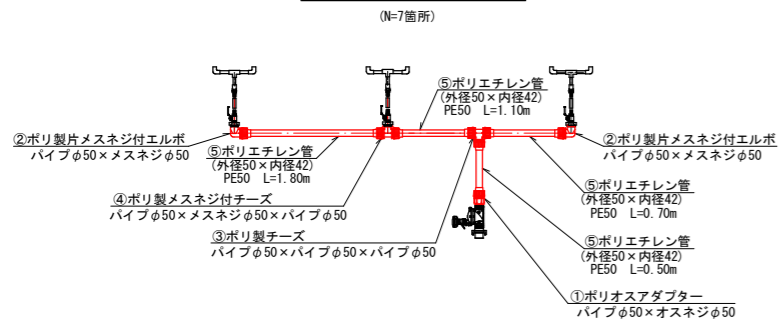 (N=7箇所)
⑤ポリエチレン管
(外径50×内径42)
PE50 L=1.10m
②ポリ製片メスネジ付エルボ
パイプφ50×メスネジφ50
②ポリ製片メスネジ付エルボ
パイプφ50×メスネジφ50
⑤ポリエチレン管
(外径50×内径42)
PE50 L=1.80m
⑤ポリエチレン管
(外径50×内径42)
PE50 L=0.70m
④ポリ製メスネジ付チーズ
パイプφ50×メスネジφ50×パイプφ50
③ポリ製チーズ
パイプφ50×パイプφ50×パイプφ50
⑤ポリエチレン管
(外径50×内径42)
PE50 L=0.50m
①ポリオスアダプター
パイプφ50×オスネジφ50